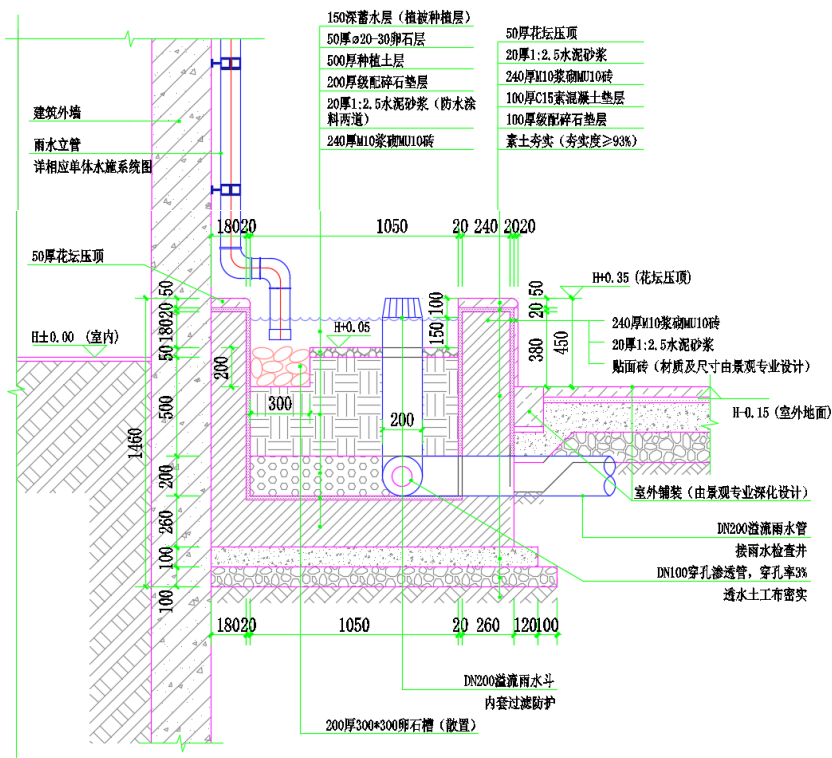 150深蓄水层（植被种植层）
50厚ø20-30卵石层
500厚种植土层
200厚级配碎石垫层
20厚1:2.5水泥砂浆（防水涂
料两道）
240厚M10浆砌MU10砖
50厚花坛压顶
20厚1:2.5水泥砂浆
240厚M10浆砌MU10砖
100厚C15素混凝土垫层
100厚级配碎石垫层
素土夯实（夯实度≥93%）
建筑外墙
雨水立管
详相应单体水施系统图
180 20 1050 20 240 20 20
50厚花坛压顶
H+0.35（花坛压顶）
H±0.00 （室内）
H+0.05
50
20
180
50
200
500
200
260
100
100
1460
100
150
300
200
50
20
380
450
240厚M10浆砌MU10砖
20厚1:2.5水泥砂浆
贴面砖（材质及尺寸由景观专业设计）
H-0.15（室外地面）
室外铺装（由景观专业深化设计）
DN200溢流雨水管
接雨水检查井
DN100穿孔渗透管，穿孔率3%
透水土工布密实
180 20 1050 20 260 120 100
DN200溢流雨水斗
内套过滤防护
200厚300*300卵石槽（散置）